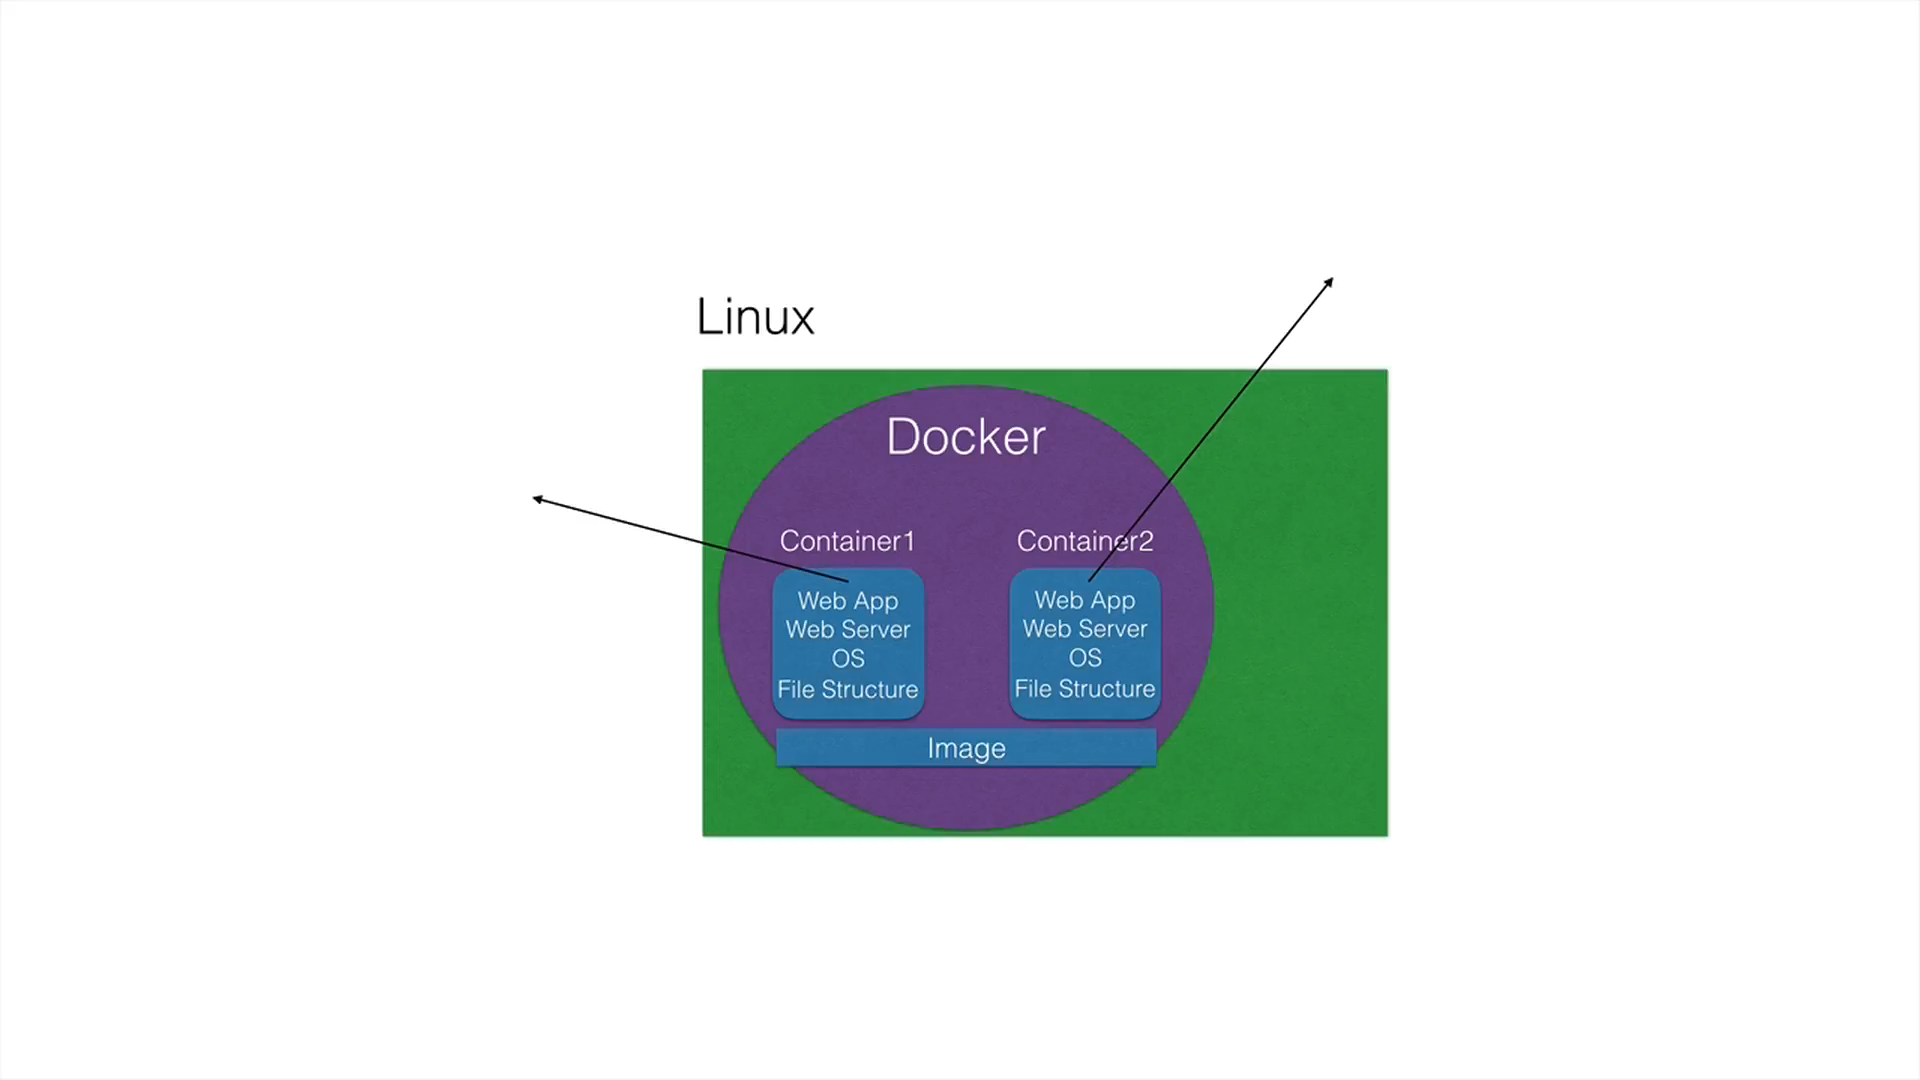 Linux
Docker
Container1
Web App
Web Server
OS
File Structure
Container2
Web App
Web Server
OS
File Structure
Image